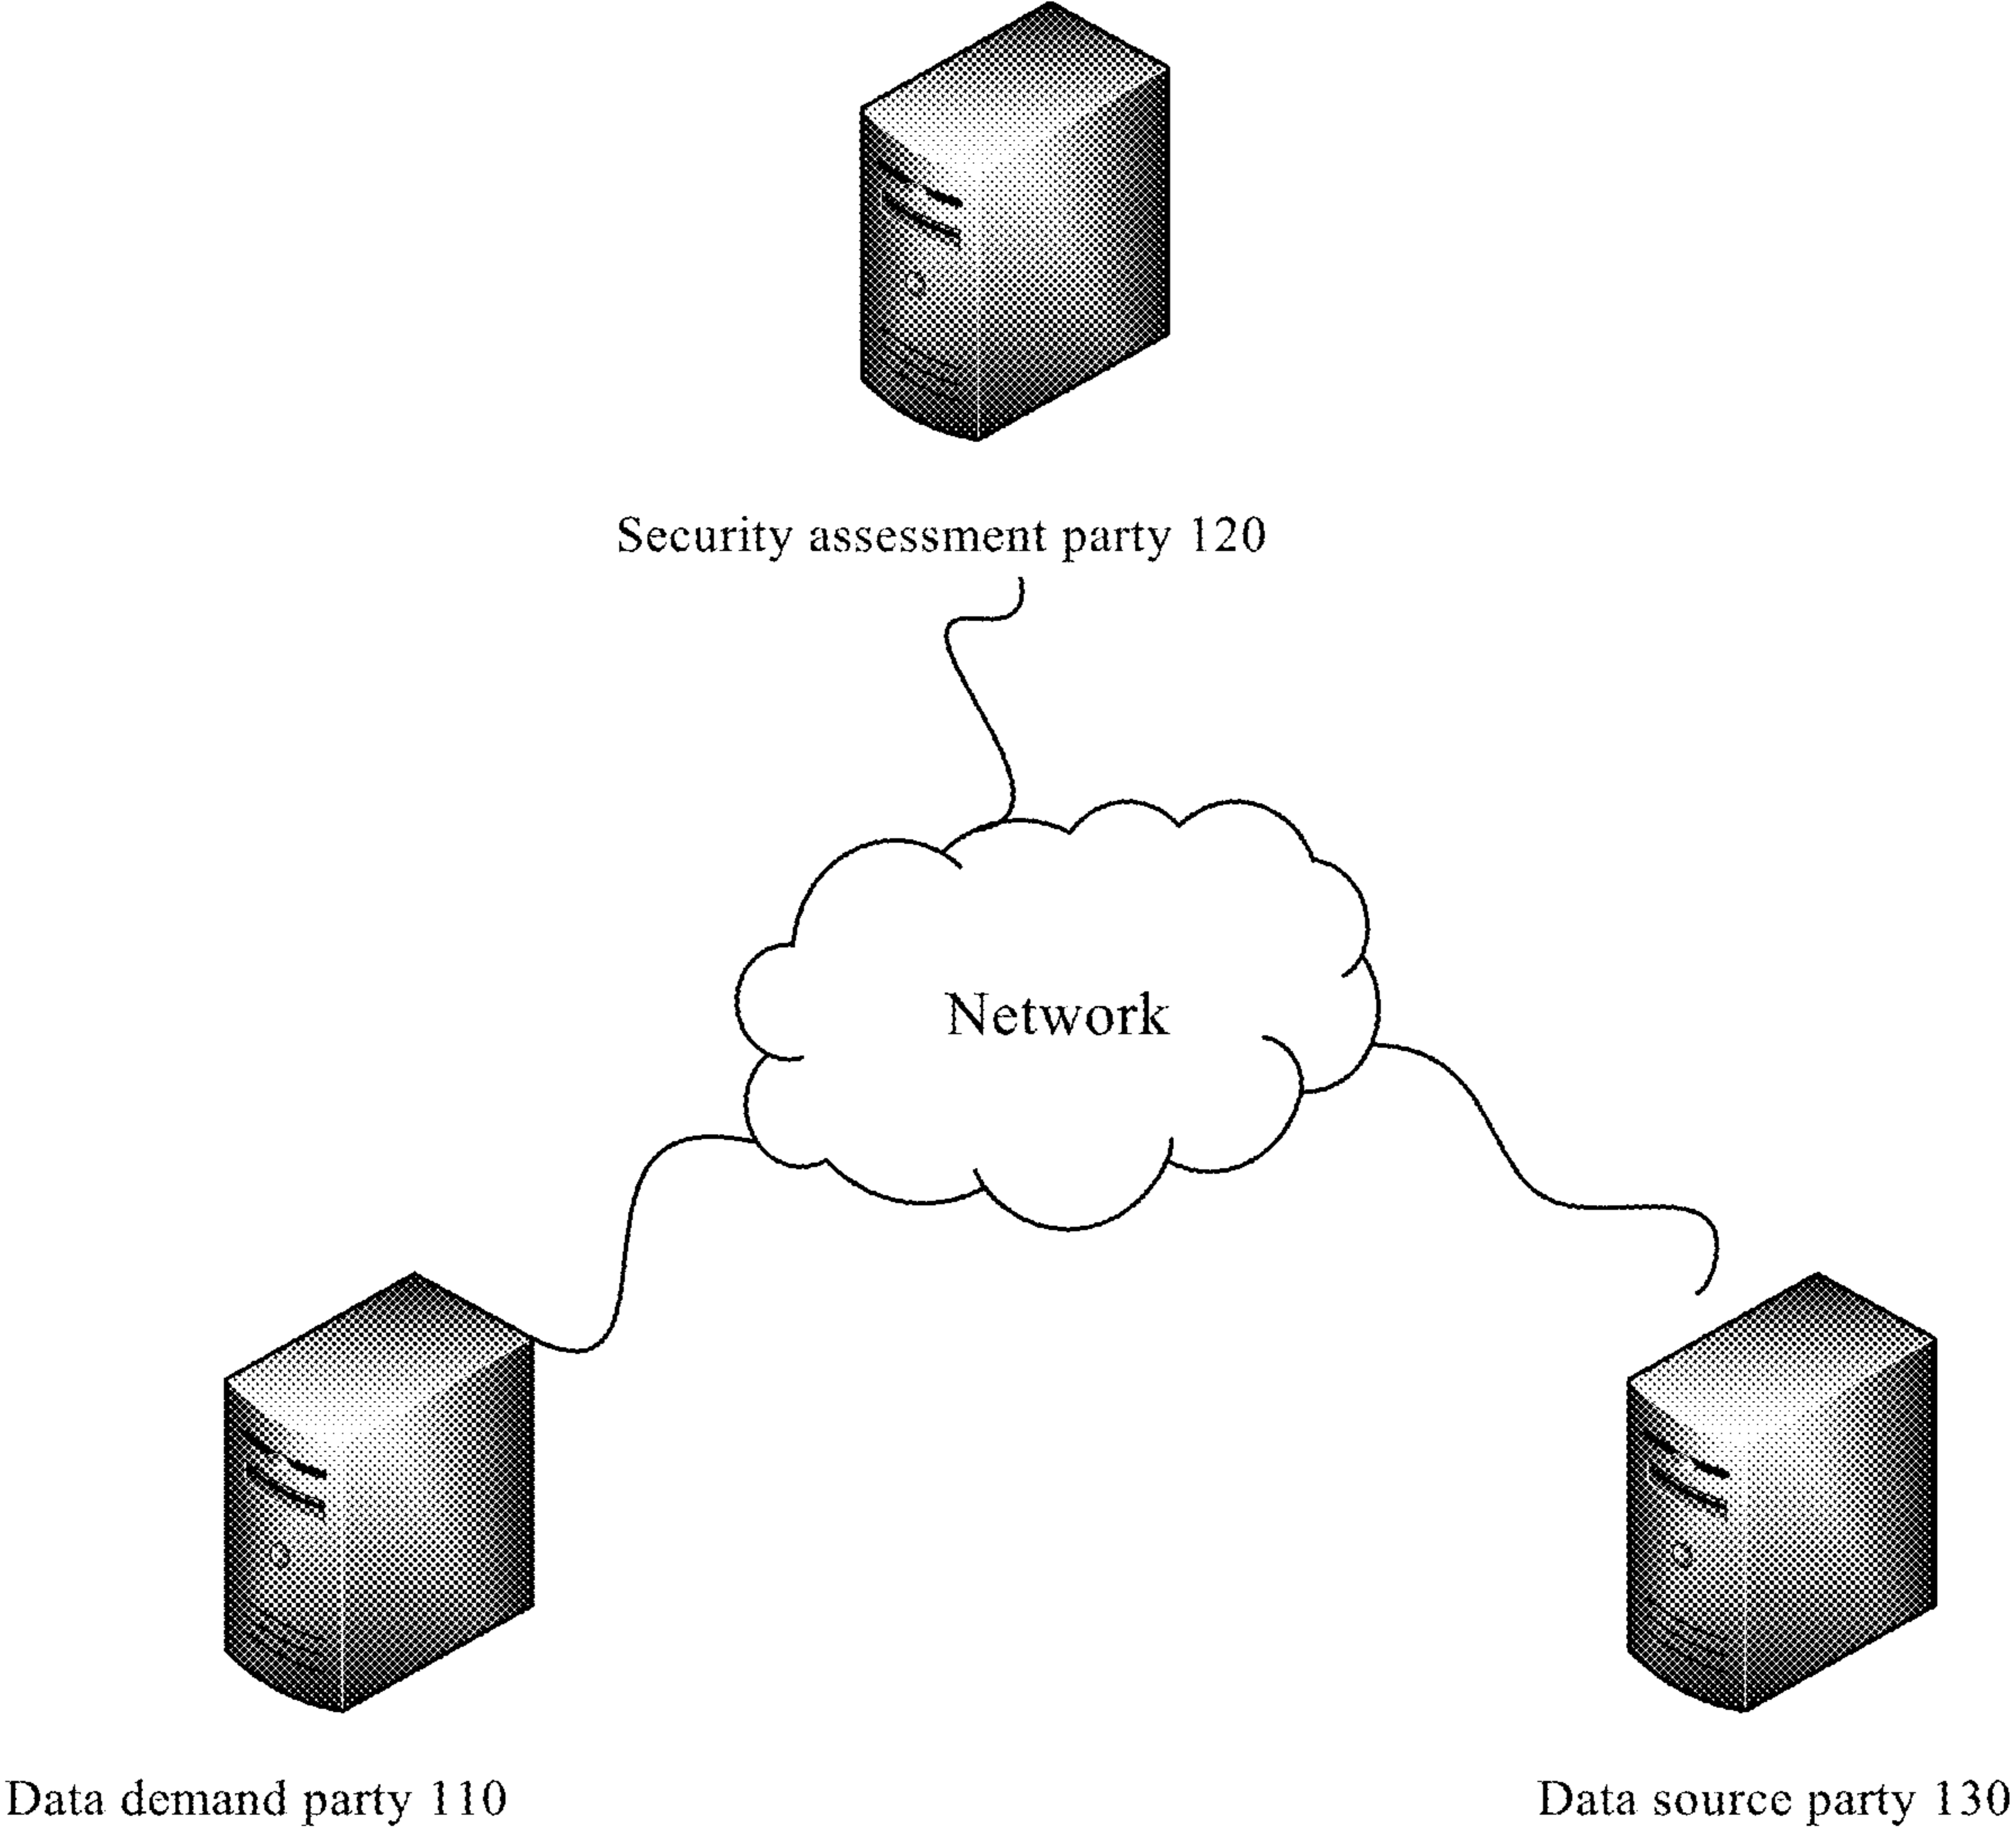 Security assessment party 120
Network
Data demand party 110
Data source party 130